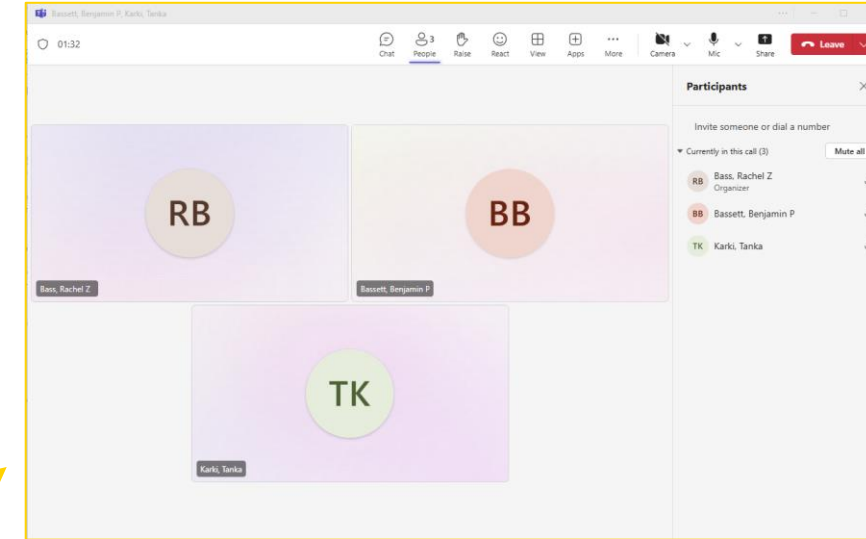 Bassett, Benjamin P, Karki, Tanka
01:32
3
Chat People Raise React View Apps More Camera Mic Share Leave
Participants
Invite someone or dial a number
Currently in this call (3) Mute all
RB Bass, Rachel Z
Organizer
BB Bassett, Benjamin P
TK Karki, Tanka
RB
Bass, Rachel Z
BB
Bassett, Benjamin P
TK
Karki, Tanka